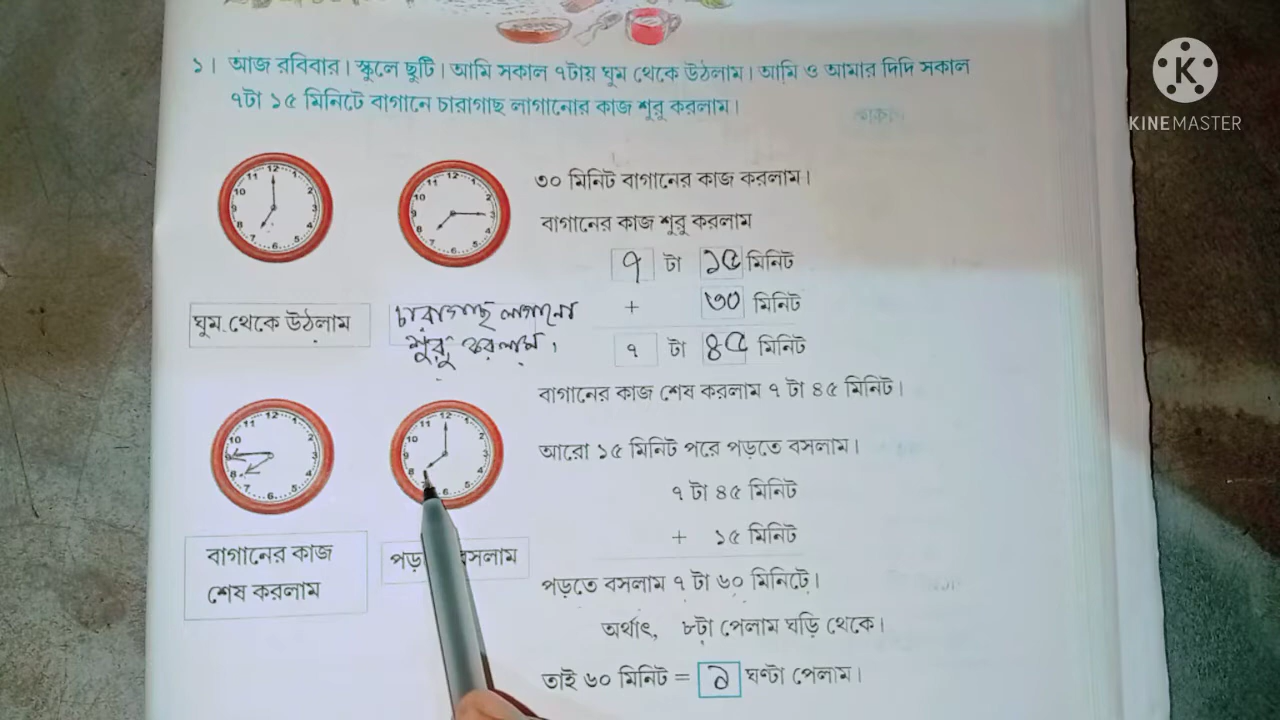 ১। আজ রবিবার। স্কুলে ছুটি। আমি সকাল ৭টায় ঘুম থেকে উঠলাম। আমি ও আমার দিদি সকাল
৭টা ১৫ মিনিটে বাগানে চারাগাছ লাগানোর কাজ শুরু করলাম।
KINEMASTER
৩০ মিনিট বাগানের কাজ করলাম।
বাগানের কাজ শুরু করলাম
৭ টা ১৫ মিনিট
+ ৩০ মিনিট
৭ টা ৪৫ মিনিট
ঘুম থেকে উঠলাম
চারাগাছ লাগানো
শুরু করলাম।
বাগানের কাজ শেষ করলাম ৭ টা ৪৫ মিনিট।
আরো ১৫ মিনিট পরে পড়তে বসলাম।
৭ টা ৪৫ মিনিট
+ ১৫ মিনিট
পড়তে বসলাম ৭ টা ৬০ মিনিটে।
অর্থাৎ, ৮টা পেলাম ঘড়ি থেকে।
তাই ৬০ মিনিট = ১ ঘণ্টা পেলাম।
বাগানের কাজ
শেষ করলাম